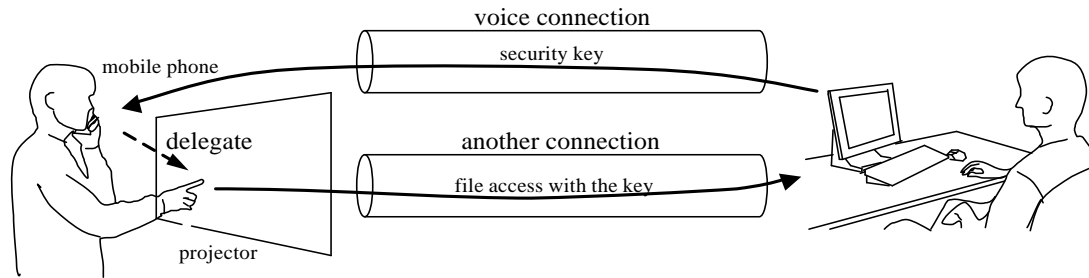 voice connection
security key
mobile phone
delegate
another connection
file access with the key
projector